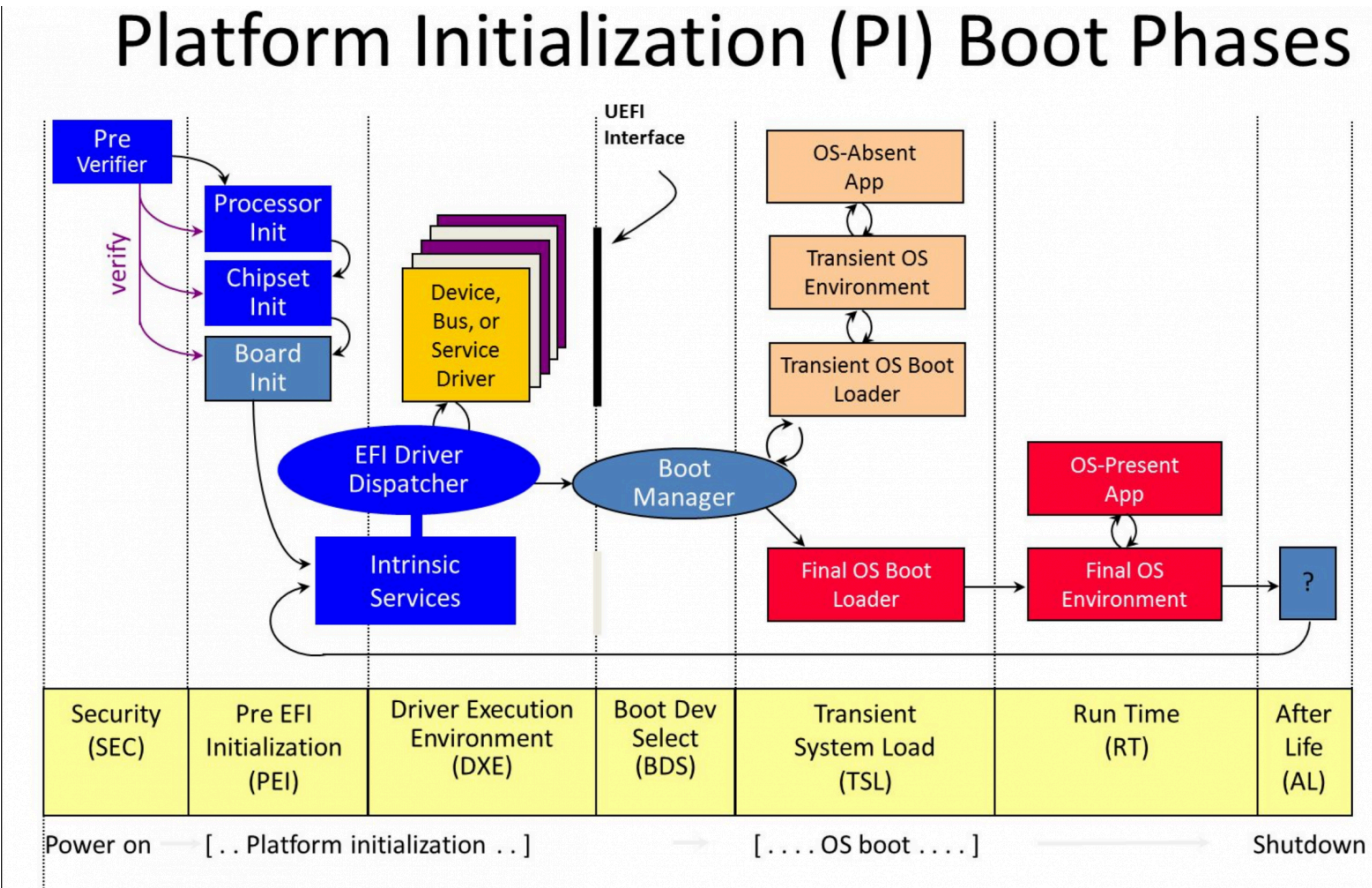 Platform Initialization (PI) Boot Phases
UEFI
Interface
Pre
Verifier
verify
Processor
Init
Chipset
Init
Board
Init
Device,
Bus, or
Service
Driver
EFI Driver
Dispatcher
Intrinsic
Services
Boot
Manager
OS-Absent
App
Transient OS
Environment
Transient OS Boot
Loader
Final OS Boot
Loader
OS-Present
App
Final OS
Environment
?
Security
(SEC)
Pre EFI
Initialization
(PEI)
Driver Execution
Environment
(DXE)
Boot Dev
Select
(BDS)
Transient
System Load
(TSL)
Run Time
(RT)
After
Life
(AL)
Power on
[ . . Platform initialization . . ]
[ . . . . OS boot . . . . ]
Shutdown